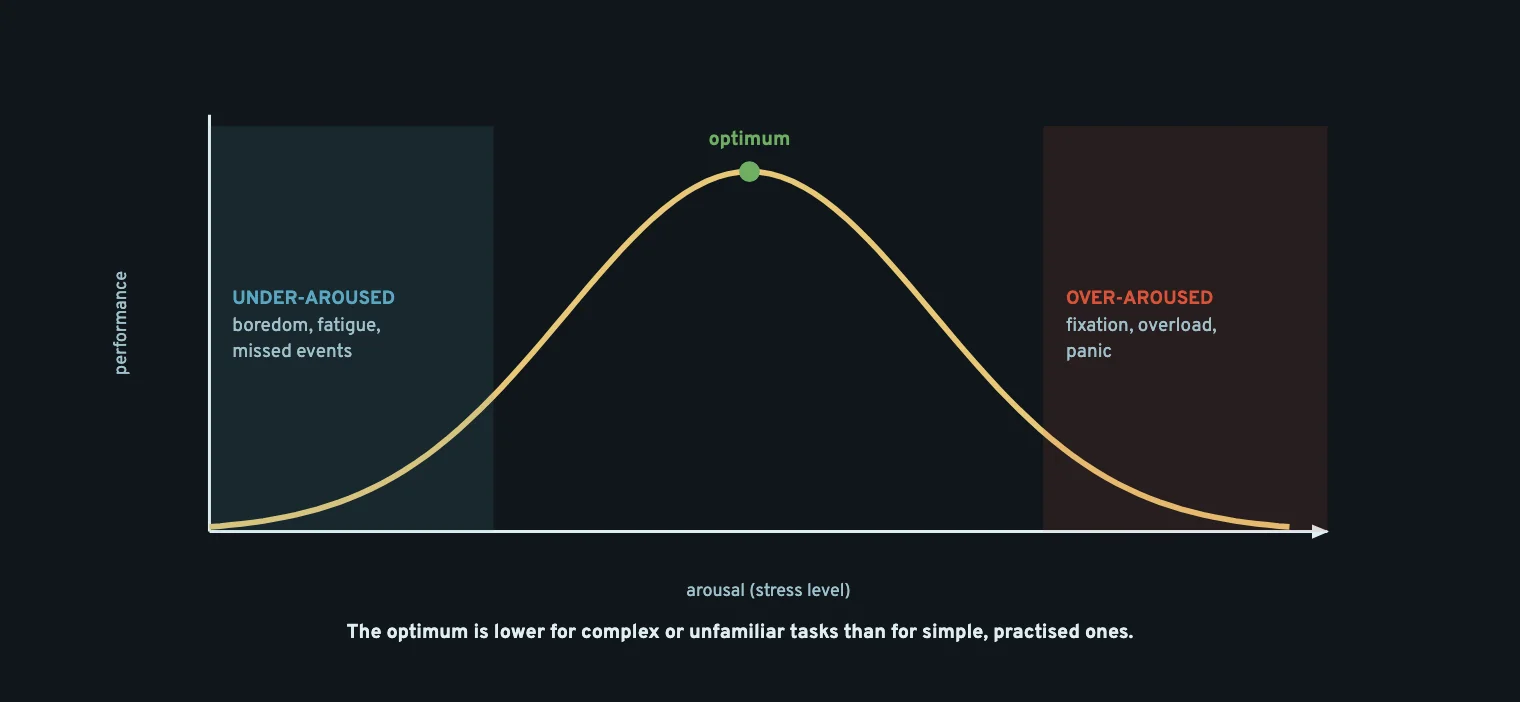 optimum
performance
UNDER-AROUSED
boredom, fatigue,
missed events
OVER-AROUSED
fixation, overload,
panic
arousal (stress level)
The optimum is lower for complex or unfamiliar tasks than for simple, practised ones.